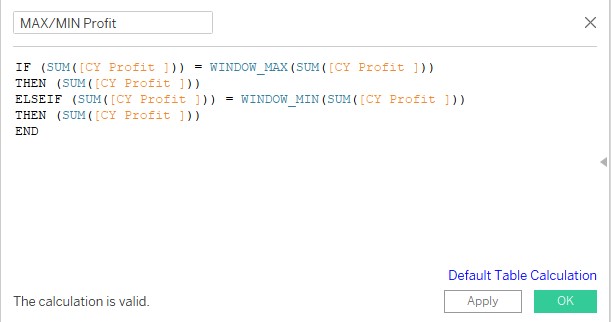 MAX/MIN Profit
IF (SUM([CY Profit ])) = WINDOW_MAX(SUM([CY Profit ]))
THEN (SUM([CY Profit ]))
ELSEIF (SUM([CY Profit ])) = WINDOW_MIN(SUM([CY Profit ]))
THEN (SUM([CY Profit ]))
END
Default Table Calculation
The calculation is valid.
Apply
OK